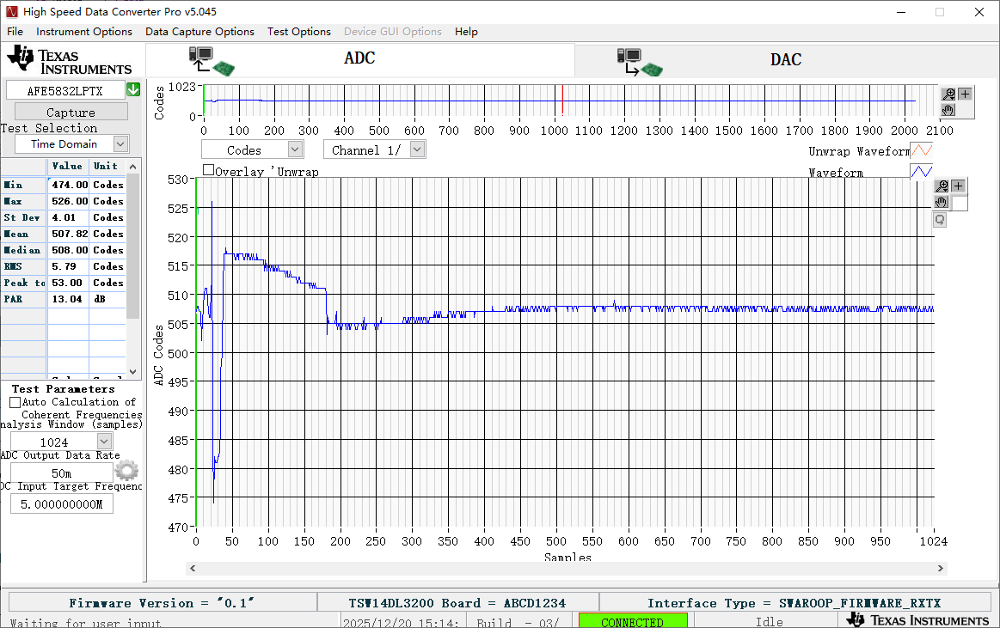 High Speed Data Converter Pro v5.045
File Instrument Options Data Capture Options Test Options Device GUI Options Help
TEXAS INSTRUMENTS
ADC
DAC
AFE5832LPTX
Capture
Test Selection
Time Domain
Value Unit
Min 474.00 Codes
Max 526.00 Codes
St Dev 4.01 Codes
Mean 507.82 Codes
Median 508.00 Codes
RMS 5.79 Codes
Peak to 53.00 Codes
PAR 13.04 dB
Test Parameters
Auto Calculation of
Coherent Frequencies
nalysis Window (samples)
1024
ADC Output Data Rate
50m
DC Input Target Frequenc
5.000000000M
Codes
1023
0
0 100 200 300 400 500 600 700 800 900 1000 1100 1200 1300 1400 1500 1600 1700 1800 1900 2000 2100
Codes
Channel 1/
Unwrap Waveform
Overlay 'Unwrap
Waveform
ADC Codes
530
525
520
515
510
505
500
495
490
485
480
475
470
0 50 100 150 200 250 300 350 400 450 500 550 600 650 700 750 800 850 900 950 1024
Samples
Firmware Version = "0.1"
TSW14DL3200 Board = ABCD1234
Interface Type = SWAROOP_FIRMWARE_RXTX
Waiting for user input
2025/12/20 15:14:
Build - 03/
CONNECTED
Idle
TEXAS INSTRUMENTS